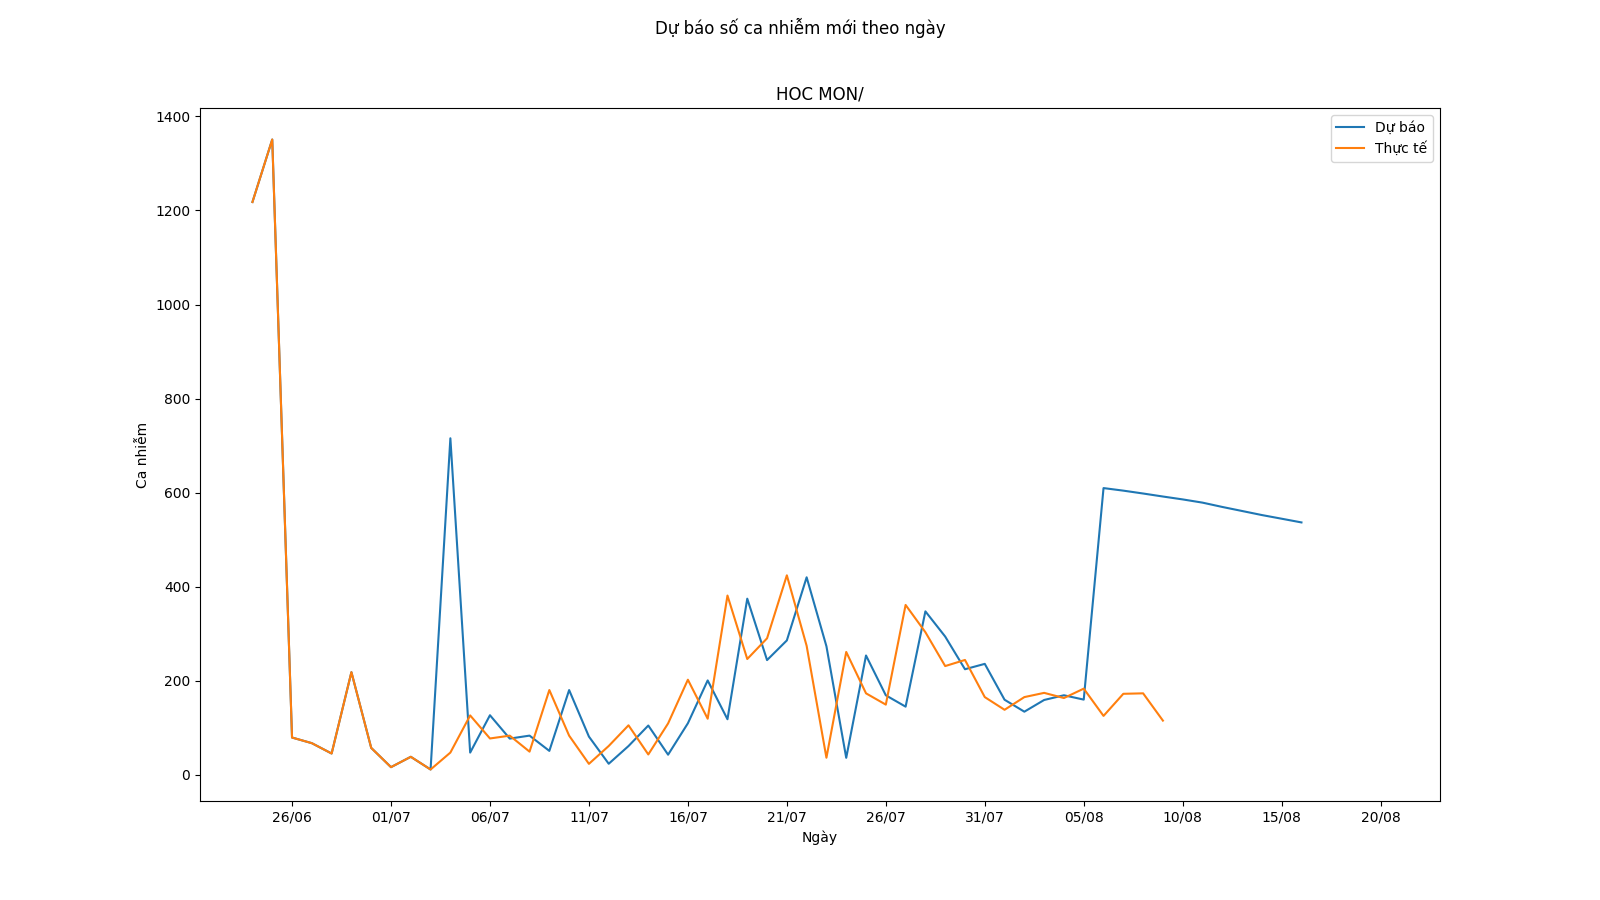 Dự báo số ca nhiễm mới theo ngày
HOC MON/
Dự báo
Thực tế
1400
1200
1000
800
600
400
200
0
Ca nhiễm
26/06 01/07 06/07 11/07 16/07 21/07 26/07 31/07 05/08 10/08 15/08 20/08
Ngày